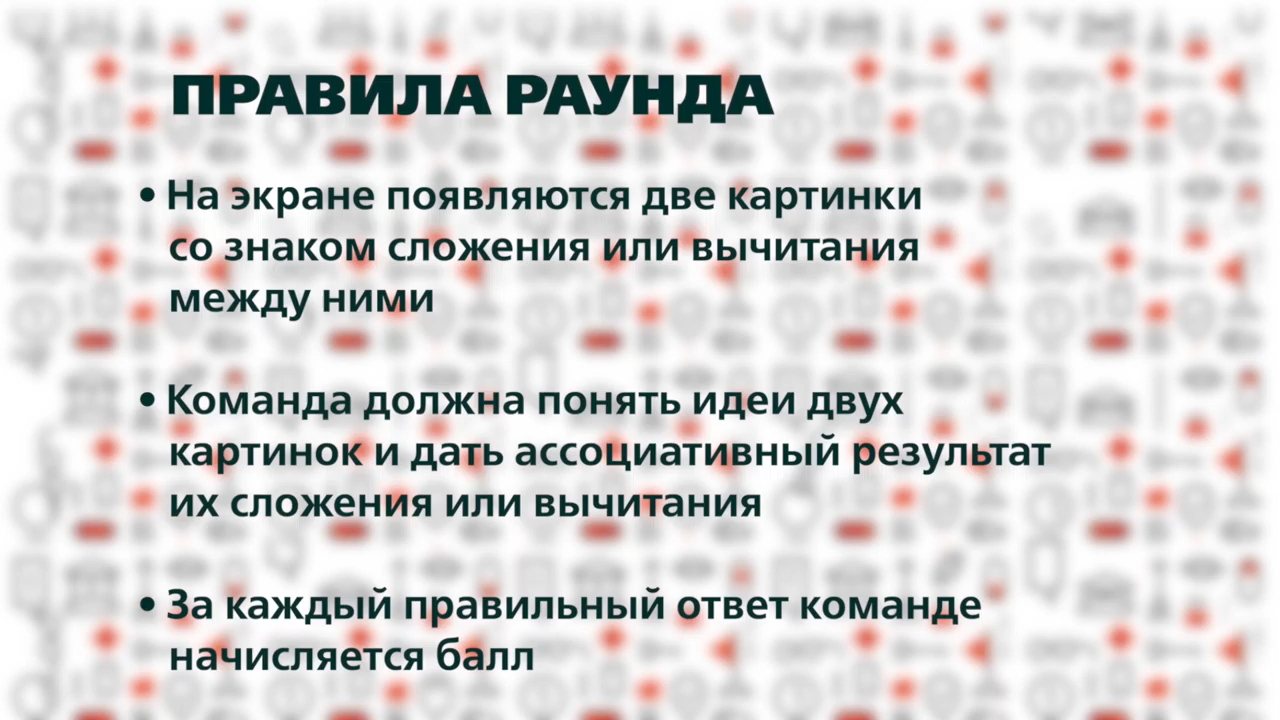 ПРАВИЛА РАУНДА
• На экране появляются две картинки
со знаком сложения или вычитания
между ними
• Команда должна понять идеи двух
картинок и дать ассоциативный результат
их сложения или вычитания
• За каждый правильный ответ команде
начисляется балл